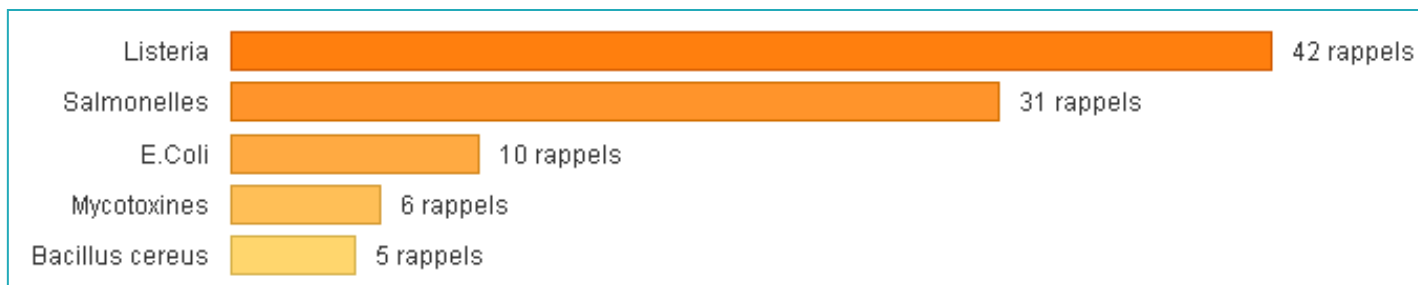 Listeria 42 rappels
Salmonelles 31 rappels
E.Coli 10 rappels
Mycotoxines 6 rappels
Bacillus cereus 5 rappels